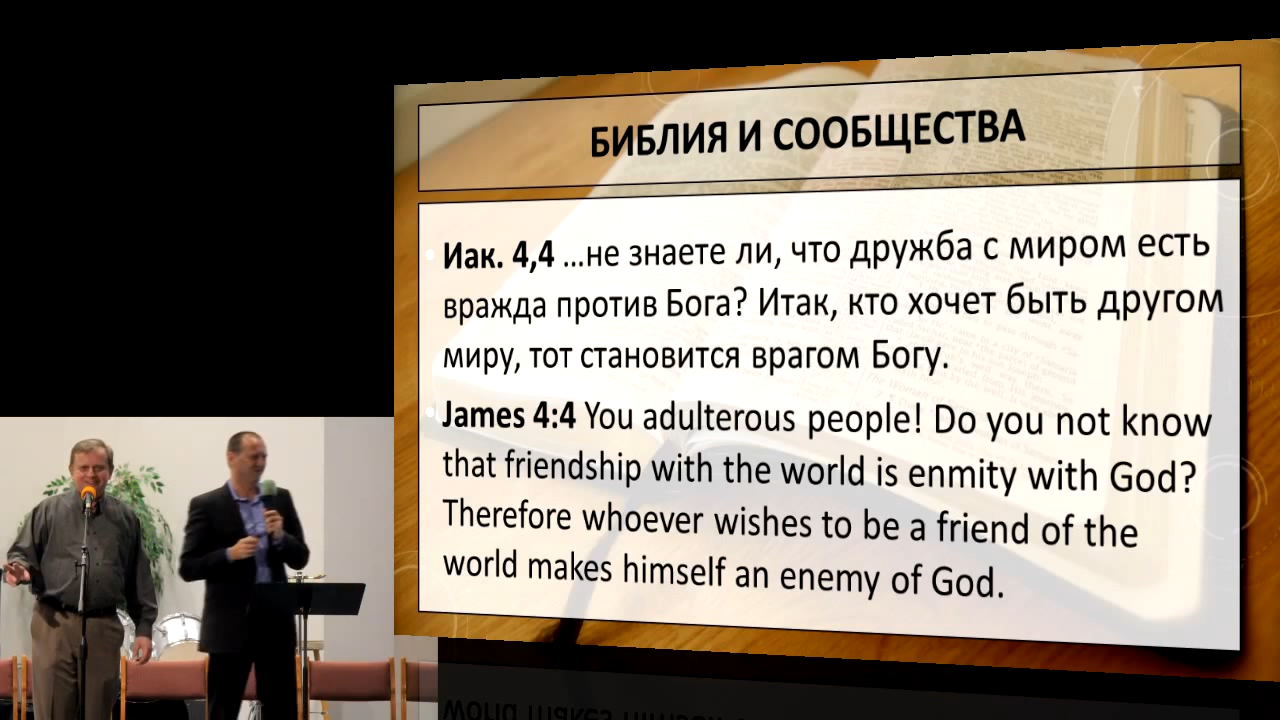 БИБЛИЯ И СООБЩЕСТВА
Иак. 4,4 ...не знаете ли, что дружба с миром есть
вражда против Бога? Итак, кто хочет быть другом
миру, тот становится врагом Богу.
James 4:4 You adulterous people! Do you not know
that friendship with the world is enmity with God?
Therefore whoever wishes to be a friend of the
world makes himself an enemy of God.